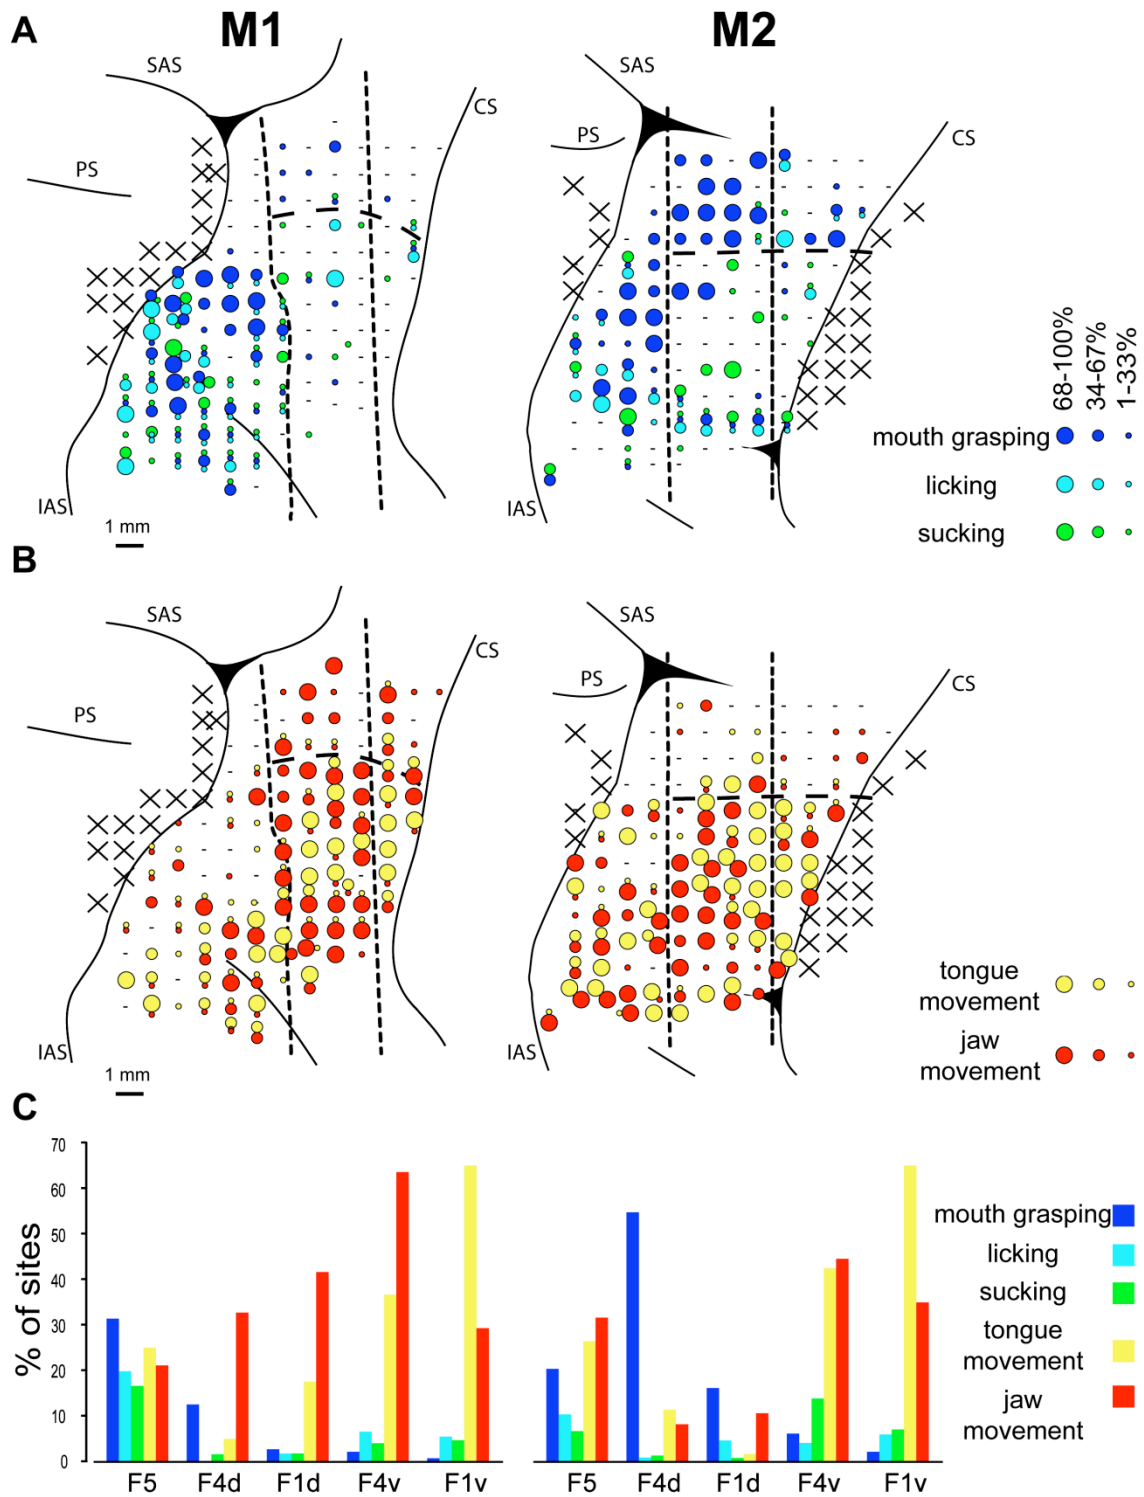 A
M1
M2
SAS
SAS
CS
PS
PS
CS
68-100%
34-67%
1-33%
mouth grasping
licking
sucking
IAS
IAS
1 mm
B
SAS
SAS
CS
PS
PS
CS
tongue
movement
jaw
movement
IAS
IAS
1 mm
C
% of sites
70
60
50
40
30
20
10
0
F5 F4d F1d F4v F1v
F5 F4d F1d F4v F1v
mouth grasping
licking
sucking
tongue
movement
jaw
movement